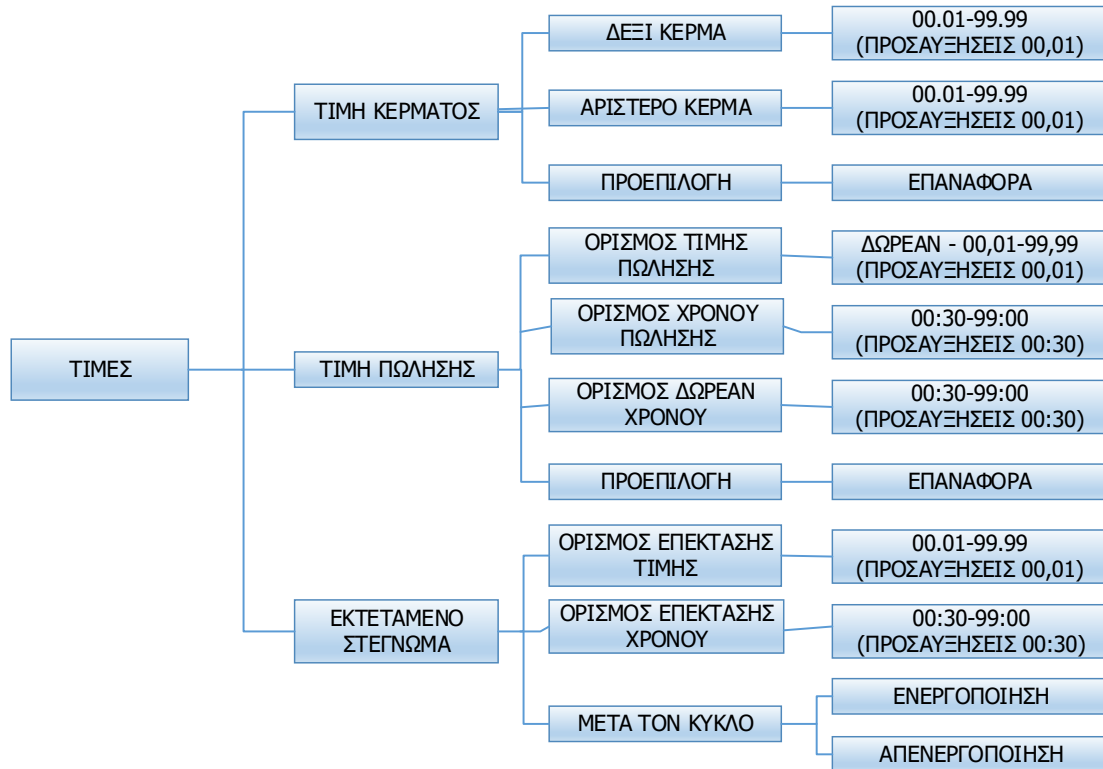 ΤΙΜΕΣ
ΤΙΜΗ ΚΕΡΜΑΤΟΣ
ΔΕΞΙ ΚΕΡΜΑ
00.01-99.99
(ΠΡΟΣΑΥΞΗΣΕΙΣ 00,01)
ΑΡΙΣΤΕΡΟ ΚΕΡΜΑ
00.01-99.99
(ΠΡΟΣΑΥΞΗΣΕΙΣ 00,01)
ΠΡΟΕΠΙΛΟΓΗ
ΕΠΑΝΑΦΟΡΑ
ΤΙΜΗ ΠΩΛΗΣΗΣ
ΟΡΙΣΜΟΣ ΤΙΜΗΣ
ΠΩΛΗΣΗΣ
ΔΩΡΕΑΝ - 00,01-99,99
(ΠΡΟΣΑΥΞΗΣΕΙΣ 00,01)
ΟΡΙΣΜΟΣ ΧΡΟΝΟΥ
ΠΩΛΗΣΗΣ
00:30-99:00
(ΠΡΟΣΑΥΞΗΣΕΙΣ 00:30)
ΟΡΙΣΜΟΣ ΔΩΡΕΑΝ
ΧΡΟΝΟΥ
00:30-99:00
(ΠΡΟΣΑΥΞΗΣΕΙΣ 00:30)
ΠΡΟΕΠΙΛΟΓΗ
ΕΠΑΝΑΦΟΡΑ
ΕΚΤΕΤΑΜΕΝΟ
ΣΤΕΓΝΩΜΑ
ΟΡΙΣΜΟΣ ΕΠΕΚΤΑΣΗΣ
ΤΙΜΗΣ
00.01-99.99
(ΠΡΟΣΑΥΞΗΣΕΙΣ 00,01)
ΟΡΙΣΜΟΣ ΕΠΕΚΤΑΣΗΣ
ΧΡΟΝΟΥ
00:30-99:00
(ΠΡΟΣΑΥΞΗΣΕΙΣ 00:30)
ΜΕΤΑ ΤΟΝ ΚΥΚΛΟ
ΕΝΕΡΓΟΠΟΙΗΣΗ
ΑΠΕΝΕΡΓΟΠΟΙΗΣΗ